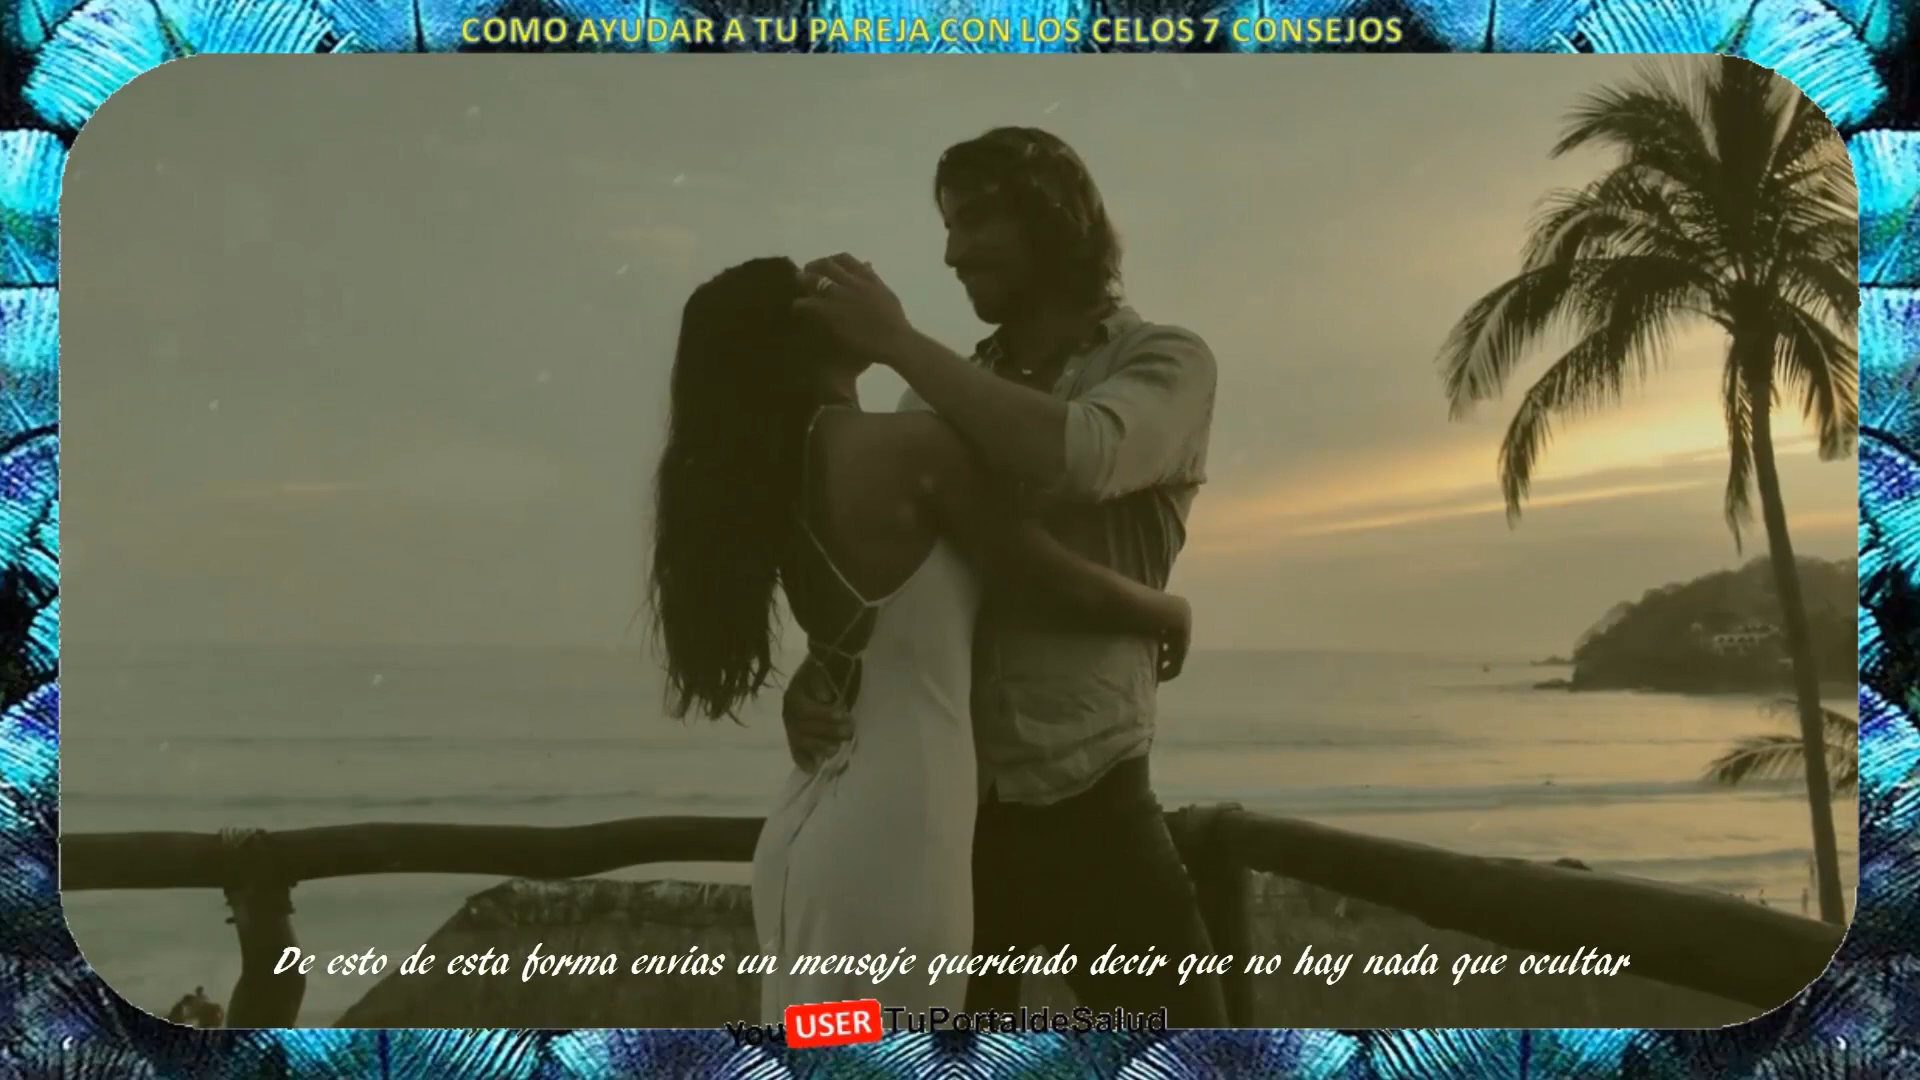 COMO AYUDAR A TU PAREJA CON LOS CELOS 7 CONSEJOS
De esto de esta forma envías un mensaje queriendo decir que no hay nada que ocultar
You USER TuPortaldeSalud